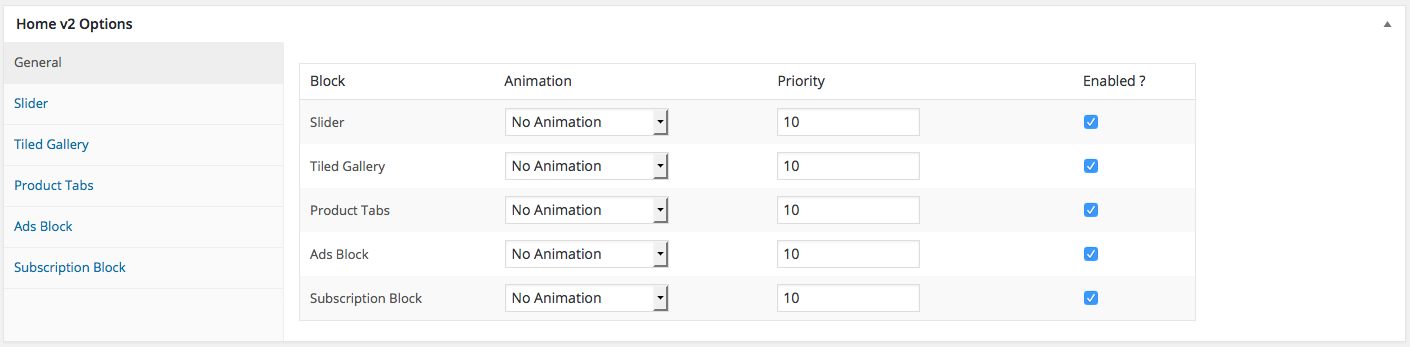 Home v2 Options
General
Slider
Tiled Gallery
Product Tabs
Ads Block
Subscription Block
Block Animation Priority Enabled ?
Slider No Animation 10
Tiled Gallery No Animation 10
Product Tabs No Animation 10
Ads Block No Animation 10
Subscription Block No Animation 10